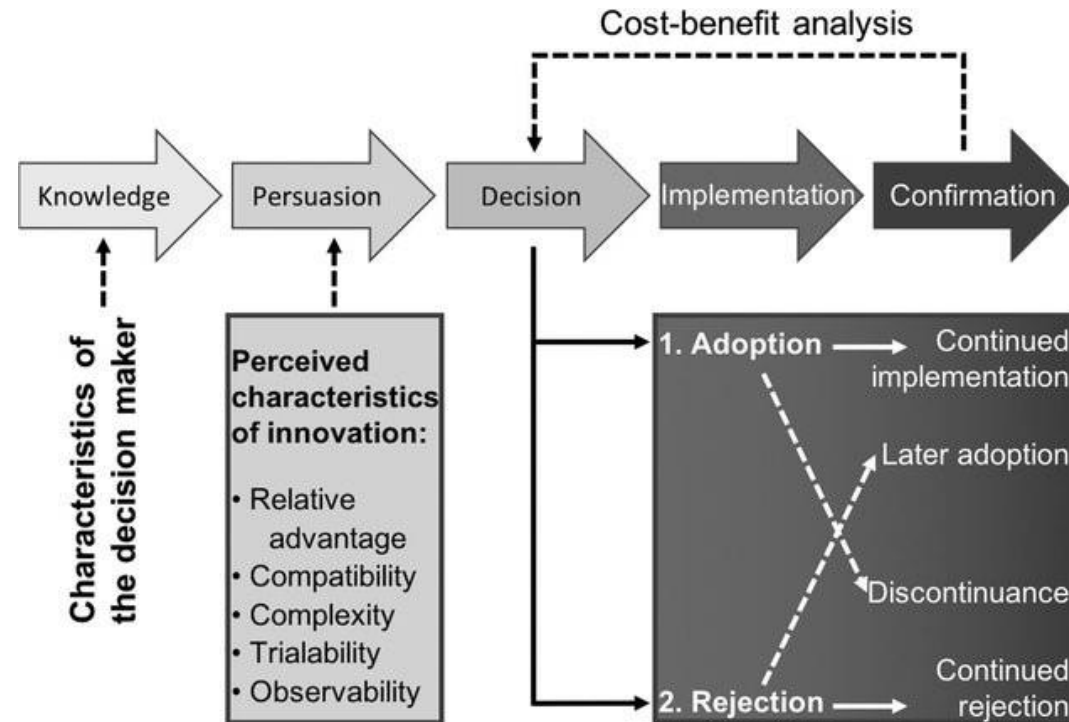 Cost-benefit analysis
Knowledge
Persuasion
Decision
Implementation
Confirmation
Characteristics of
the decision maker
Perceived
characteristics
of innovation:
• Relative
advantage
• Compatibility
• Complexity
• Trialability
• Observability
1. Adoption
Continued
implementation
Later adoption
Discontinuance
2. Rejection
Continued
rejection